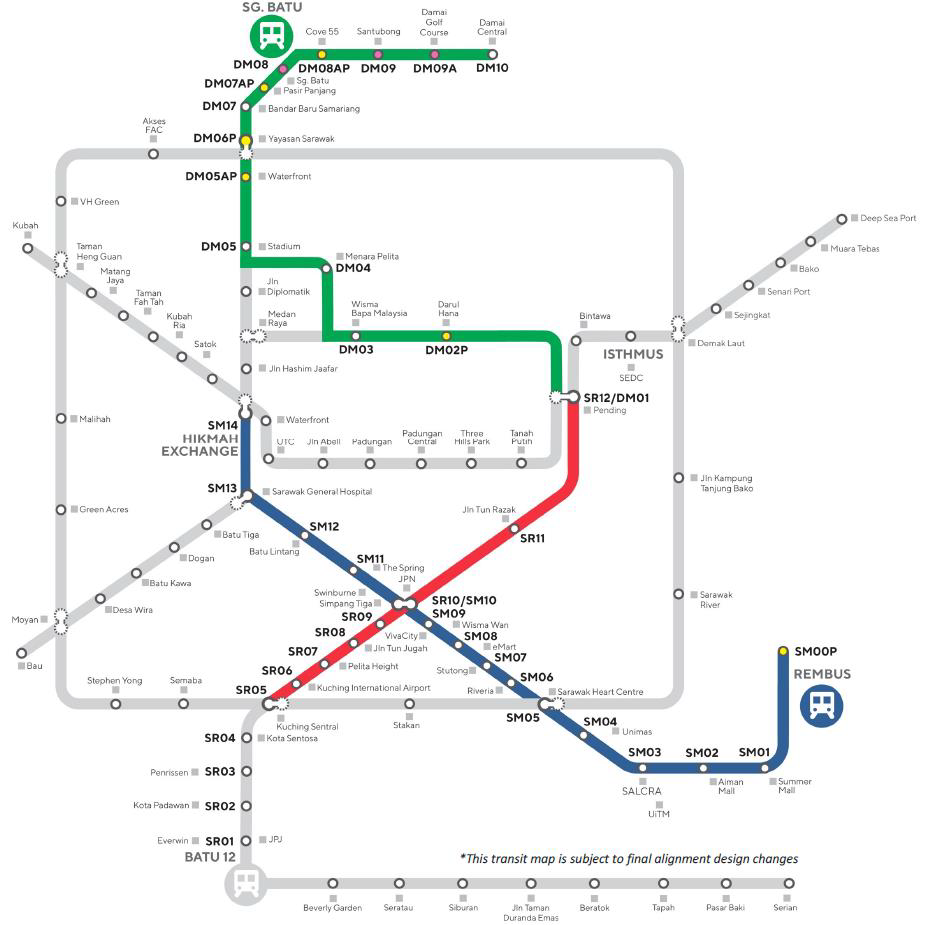 SG. BATU
Cove 55
Santubong
Damai
Golf
Course
Damai
Central
DM08
DM08AP
DM09
DM09A
DM10
Sg. Batu
DM07AP
Pasir Panjang
DM07
Bandar Baru Samariang
Akses
FAC
DM06P
Yayasan Sarawak
DM05AP
Waterfront
VH Green
Kubah
Deep Sea Port
Muara Tebas
Bako
Senari Port
Sejingkat
Demak Laut
DM05
Stadium
Menara Pelita
DM04
Taman
Heng Guan
Matang
Jaya
Taman
Fah Tah
Kubah
Ria
Satok
Jln
Diplomatik
Medan
Raya
Wisma
Bapa Malaysia
Darul
Hana
DM03
DM02P
Bintawa
ISTHMUS
SEDC
Jln Hashim Jaafar
SR12/DM01
Pending
Malihah
SM14
HIKMAH
EXCHANGE
Waterfront
UTC
Jln Abell
Padungan
Padungan
Central
Three
Hills Park
Tanah
Putih
SM13
Sarawak General Hospital
Jln Kampung
Tanjung Bako
Green Acres
Batu Tiga
Dogan
Batu Kawa
Desa Wira
Moyan
Bau
SM12
Batu Lintang
Jln Tun Razak
SR11
SM11
The Spring
JPN
Swinburne
Simpang Tiga
SR10/SM10
Sarawak
River
SR09
SM09
Wisma Wan
VivaCity
SR08
Jln Tun Jugah
SM08
eMart
SR07
Pelita Height
Stutong
SM07
SR06
Kuching International Airport
Riveria
SM06
SR05
Kuching Sentral
Stephen Yong
Semaba
Stakan
SM05
Sarawak Heart Centre
SM00P
REMBUS
SM04
Unimas
SR04
Kota Sentosa
SM03
SM02
SM01
SALCRA
UiTM
Aiman
Mall
Summer
Mall
Penrissen
SR03
Kota Padawan
SR02
Everwin
SR01
JPJ
BATU 12
*This transit map is subject to final alignment design changes
Beverly Garden
Seratau
Siburan
Jln Taman
Duranda Emas
Beratok
Tapah
Pasar Baki
Serian